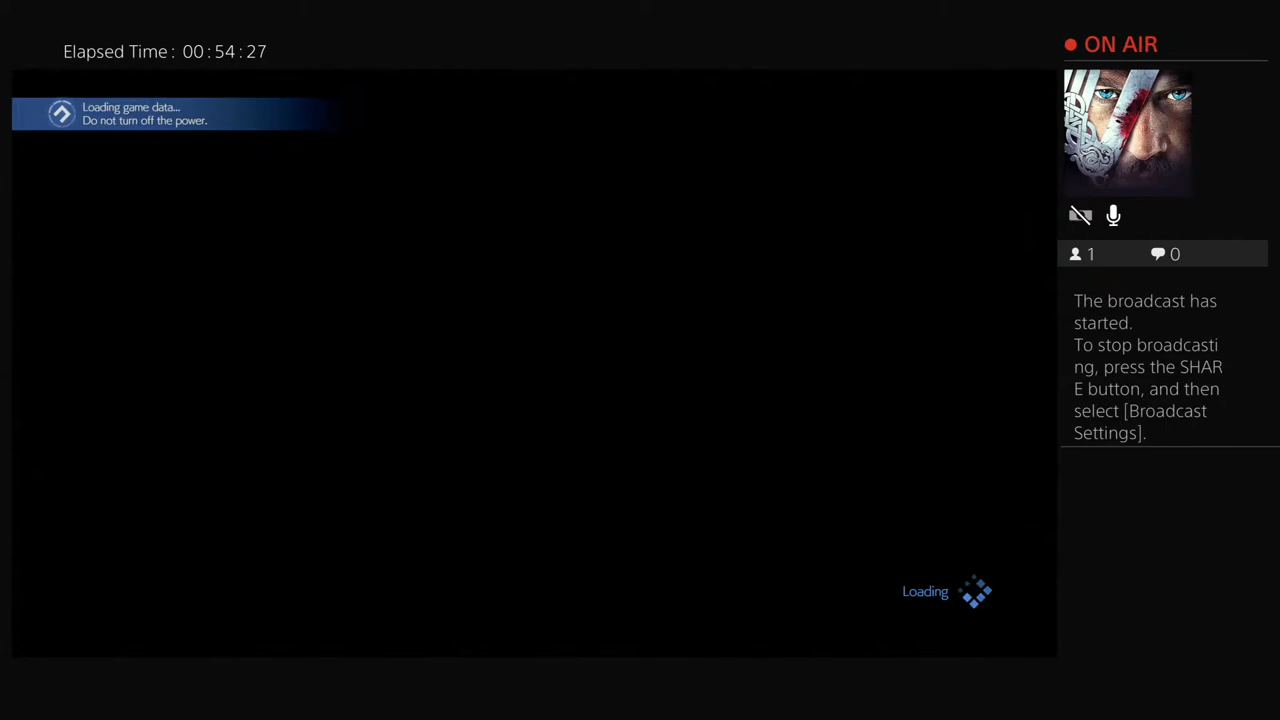 Elapsed Time : 00 : 54 : 27
ON AIR
Loading game data...
Do not turn off the power.
1
0
The broadcast has
started.
To stop broadcasti
ng, press the SHAR
E button, and then
select [Broadcast
Settings].
Loading